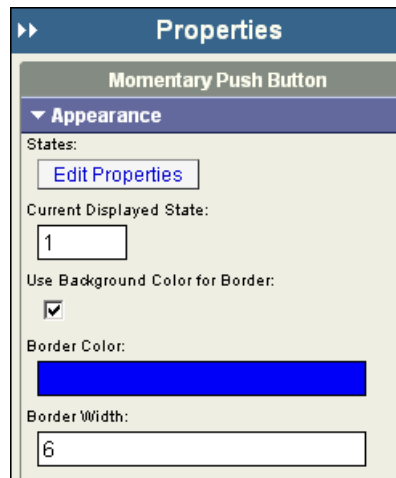 Properties
Momentary Push Button
Appearance
States:
Edit Properties
Current Displayed State:
1
Use Background Color for Border:
Border Color:
Border Width:
6